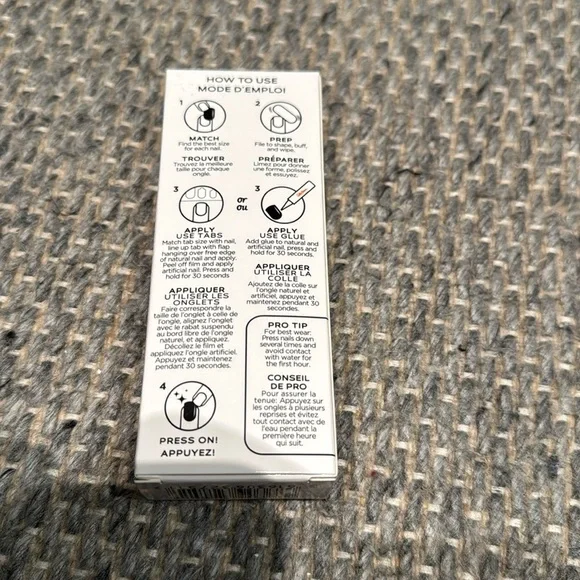 HOW TO USE
MODE D'EMPLOI
1
MATCH
Find the best size
for each nail.
TROUVER
Trouvez la meilleure
taille pour chaque
ongle.
2
PREP
File to shape, buff,
and wipe.
PRÉPARER
Limez pour donner
une forme, polissez
et essuyez.
3
APPLY
USE TABS
Match tab size with nail,
line up tab with flap
hanging over free edge
of natural nail and apply.
Peel off film and apply
artificial nail. Press and
hold for 30 seconds
APPLIQUER
UTILISER LES
ONGLETS
Faire correspondre la
taille de l'onglet à celle de
l'ongle, alignez l'onglet
avec le rabat suspendu
au bord libre de l'ongle
naturel, et appliquez.
Décollez le film et
appliquez l'ongle artificiel.
Appuyez et maintenez
pendant 30 secondes.
or
ou
3
APPLY
USE GLUE
Add glue to natural and
artificial nail, press and
hold for 30 seconds.
APPLIQUER
UTILISER LA
COLLE
Ajoutez de la colle sur
l'ongle naturel et
artificiel, appuyez et
maintenez pendant 30
secondes.
4
PRESS ON!
APPUYEZ!
PRO TIP
For best wear:
Press nails down
several times and
avoid contact
with water for
the first hour.
CONSEIL
DE PRO
Pour assurer la
tenue: Appuyez sur
les ongles à plusieurs
reprises et évitez
tout contact avec de
l'eau pendant la
première heure
qui suit.